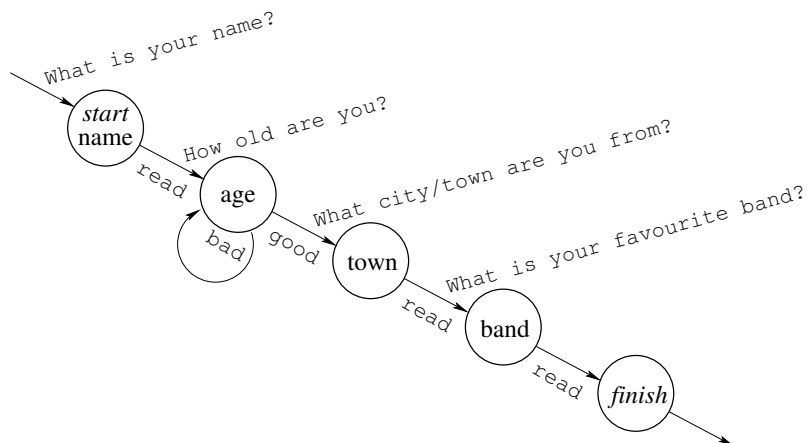 What is your name?
start
name
How old are you?
read
age
What city/town are you from?
bad
good
town
What is your favourite band?
read
band
read
finish